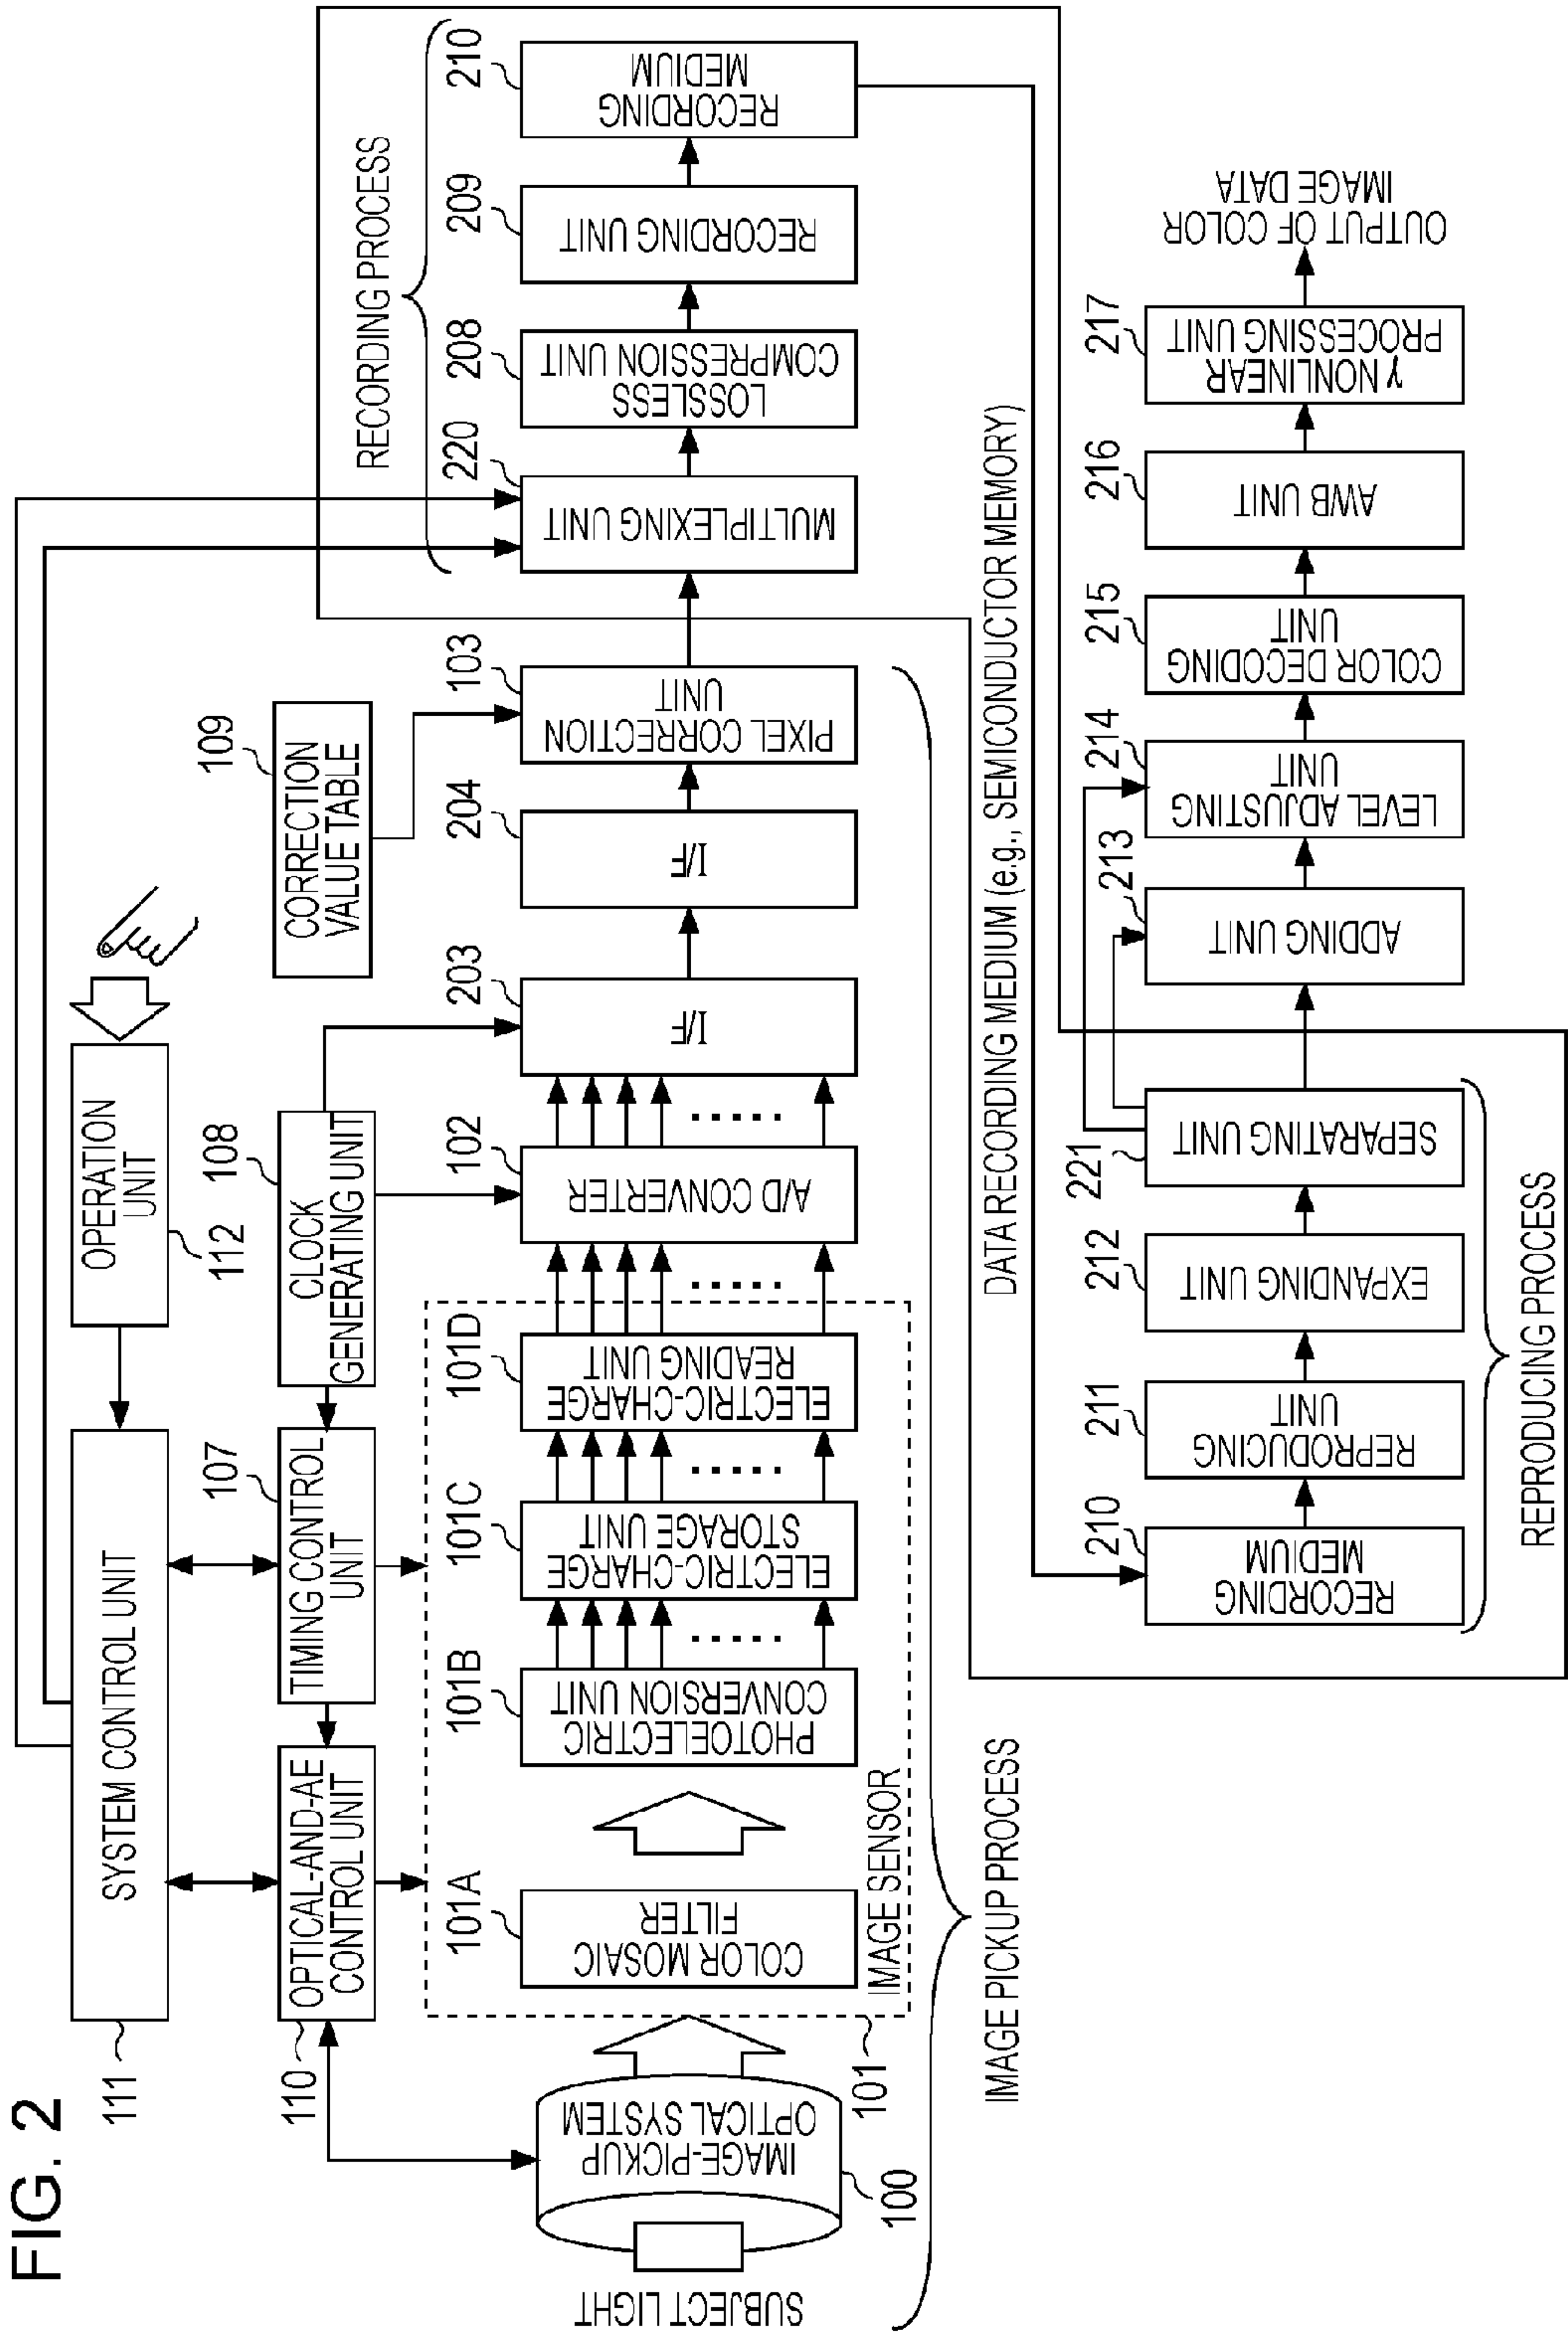 FIG. 2
111
SYSTEM CONTROL UNIT
OPERATION
UNIT
112
110
OPTICAL-AND-AE
CONTROL UNIT
107
TIMING CONTROL
UNIT
108
CLOCK
GENERATING UNIT
109
CORRECTION
VALUE TABLE
RECORDING PROCESS
SUBJECT LIGHT
IMAGE-PICKUP
OPTICAL SYSTEM
100
101
101A
COLOR MOSAIC
FILTER
101B
PHOTOELECTRIC
CONVERSION UNIT
101C
ELECTRIC-CHARGE
STORAGE UNIT
101D
ELECTRIC-CHARGE
READING UNIT
IMAGE SENSOR
102
A/D CONVERTER
203
I/F
204
I/F
103
PIXEL CORRECTION
UNIT
220
MULTIPLEXING UNIT
208
LOSSLESS
COMPRESSION UNIT
209
RECORDING UNIT
210
RECORDING
MEDIUM
IMAGE PICKUP PROCESS
DATA RECORDING MEDIUM (e.g., SEMICONDUCTOR MEMORY)
210
RECORDING
MEDIUM
211
REPRODUCING
UNIT
212
EXPANDING UNIT
221
SEPARATING UNIT
213
ADDING UNIT
214
LEVEL ADJUSTING
UNIT
215
COLOR DECODING
UNIT
216
AWB UNIT
217
γ NONLINEAR
PROCESSING UNIT
OUTPUT OF COLOR
IMAGE DATA
REPRODUCING PROCESS